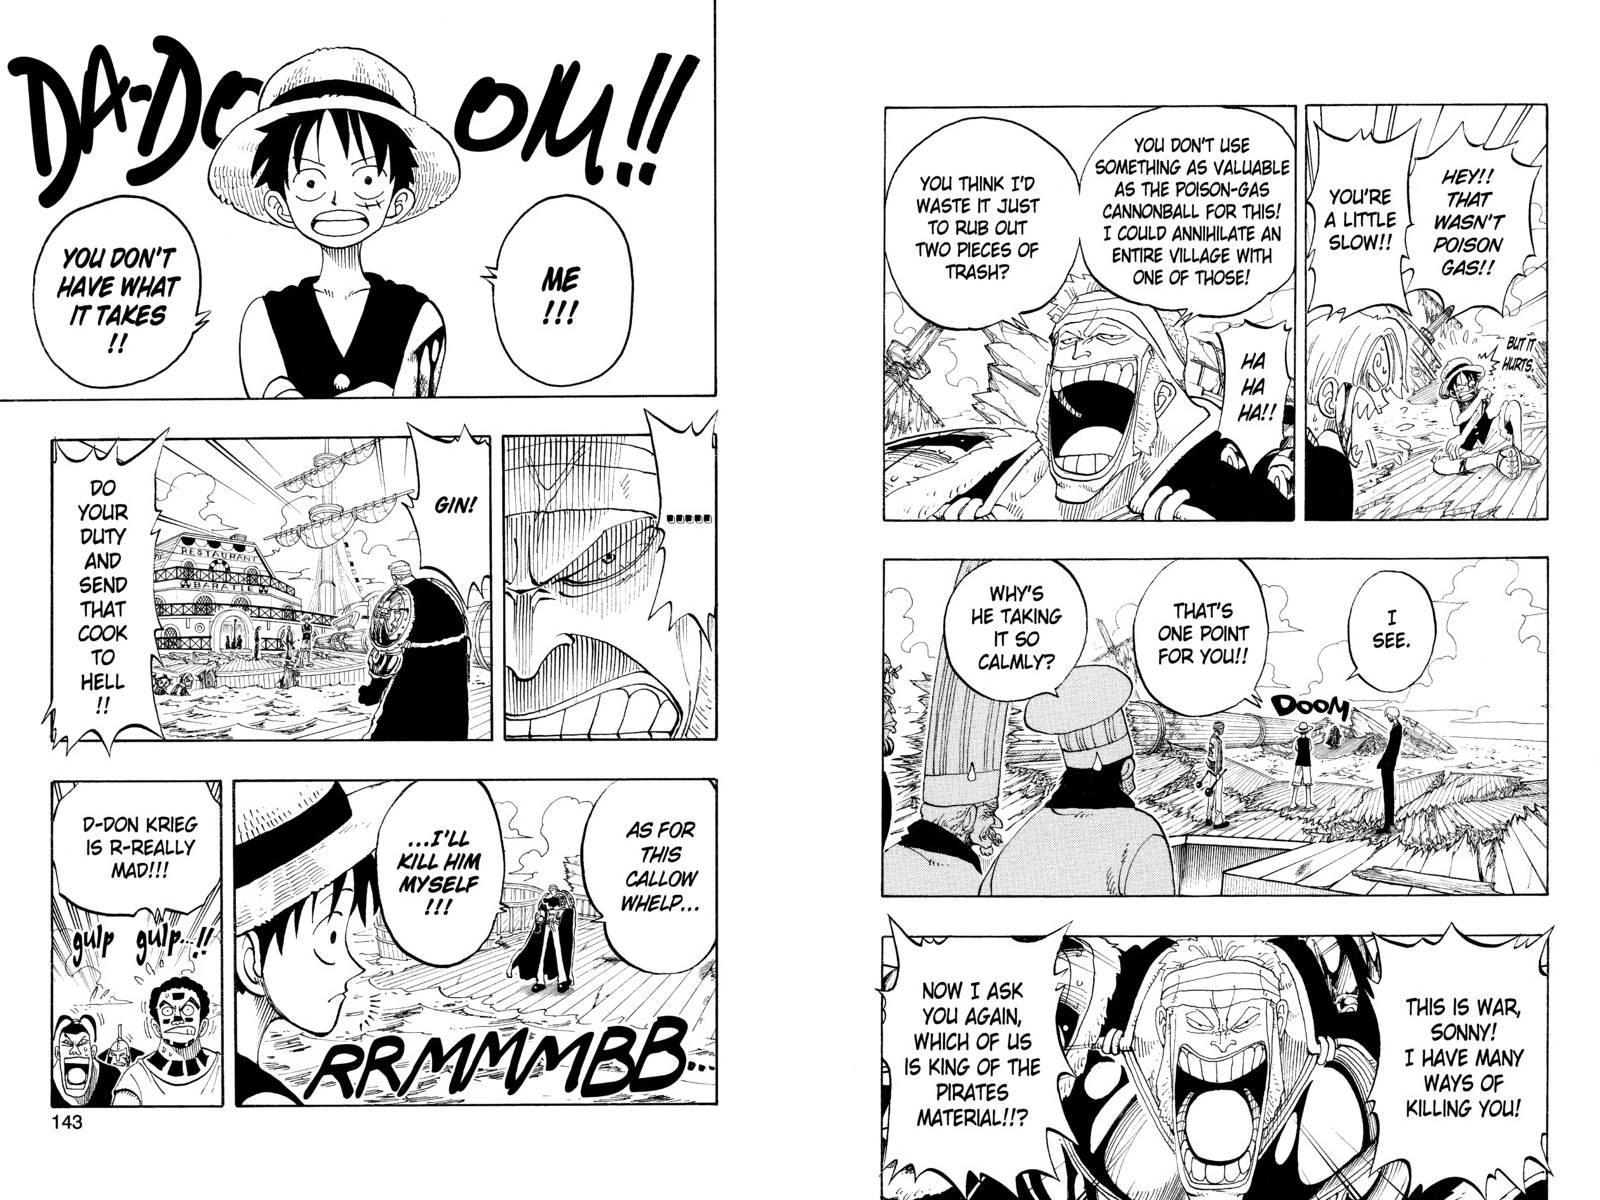 HEY!!
THAT
WASN'T
POISON
GAS!!
YOU'RE
A LITTLE
SLOW!!
BUT IT
HURTS.
YOU DON'T USE
SOMETHING AS VALUABLE
AS THE POISON-GAS
CANNONBALL FOR THIS!
I COULD ANNIHILATE AN
ENTIRE VILLAGE WITH
ONE OF THOSE!
YOU THINK I'D
WASTE IT JUST
TO RUB OUT
TWO PIECES OF
TRASH?
HA
HA
HA!!
I
SEE.
THAT'S
ONE POINT
FOR YOU!!
WHY'S
HE TAKING
IT SO
CALMLY?
DOOM
THIS IS WAR,
SONNY!
I HAVE MANY
WAYS OF
KILLING YOU!
NOW I ASK
YOU AGAIN,
WHICH OF US
IS KING OF THE
PIRATES
MATERIAL!!?
DA-DOOM!!
ME
!!!
YOU DON'T
HAVE WHAT
IT TAKES
!!
......
GIN!
DO
YOUR
DUTY
AND
SEND
THAT
COOK
TO
HELL
!!
RESTAURANT
BARATIE
AS FOR
THIS
CALLOW
WHELP...
...I'LL
KILL HIM
MYSELF
!!!
RRMMMMBB...
D-DON KRIEG
IS R-REALLY
MAD!!!
gulp gulp...!!
143